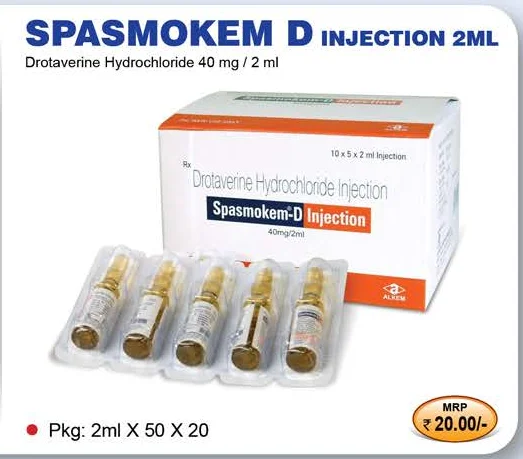 SPASMOKEM D INJECTION 2ML
Drotaverine Hydrochloride 40 mg / 2 ml
10 x 5 x 2 ml Injection
Rx
Drotaverine Hydrochloride Injection
Spasmokem®-D Injection
40mg/2ml
a
ALKEM
Pkg: 2ml X 50 X 20
MRP
₹ 20.00/-